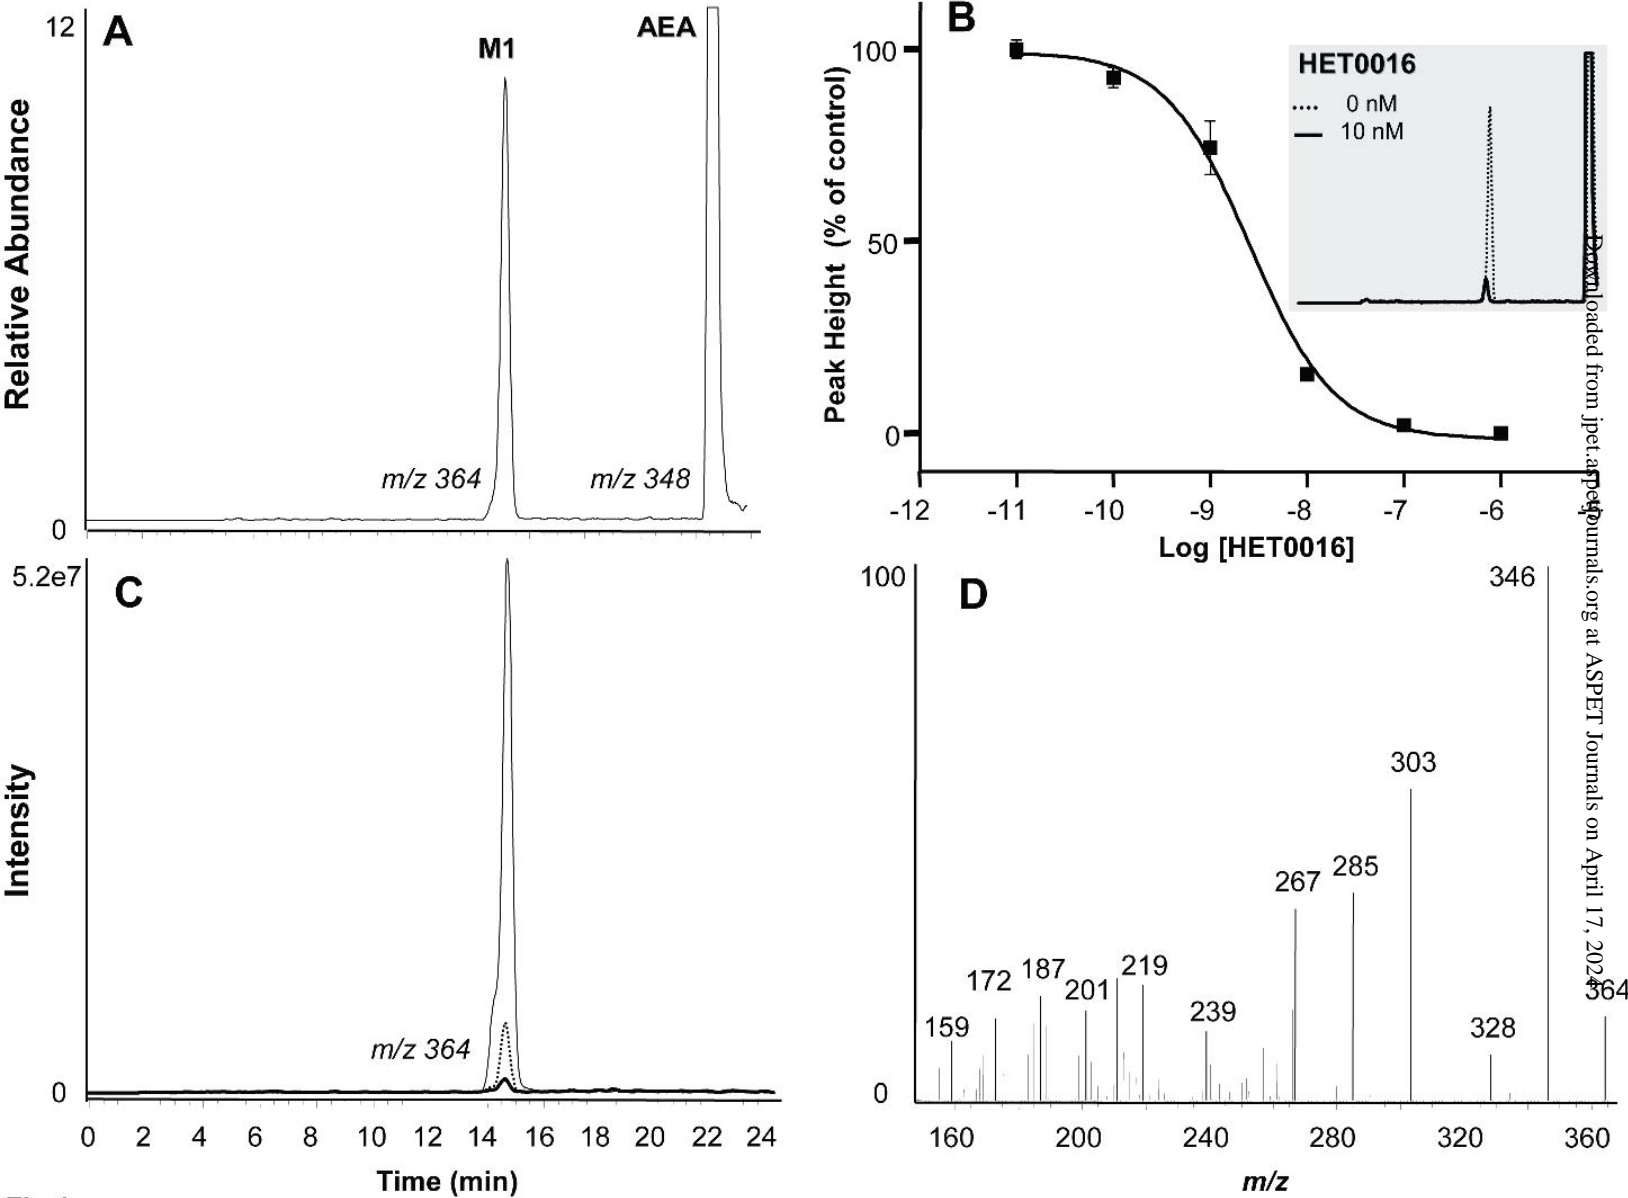 12
A
M1
AEA
Relative Abundance
m/z 364
m/z 348
0
B
100
50
0
Peak Height (% of control)
HET0016
0 nM
10 nM
-12 -11 -10 -9 -8 -7 -6
Log [HET0016]
5.2e7
C
Intensity
m/z 364
0
0 2 4 6 8 10 12 14 16 18 20 22 24
Time (min)
100
D
346
303
285
267
219
187
172
201
239
159
328
364
0
160 200 240 280 320 360
m/z
Downloaded from jpet.aspetjournals.org at ASPET Journals on April 17, 2024